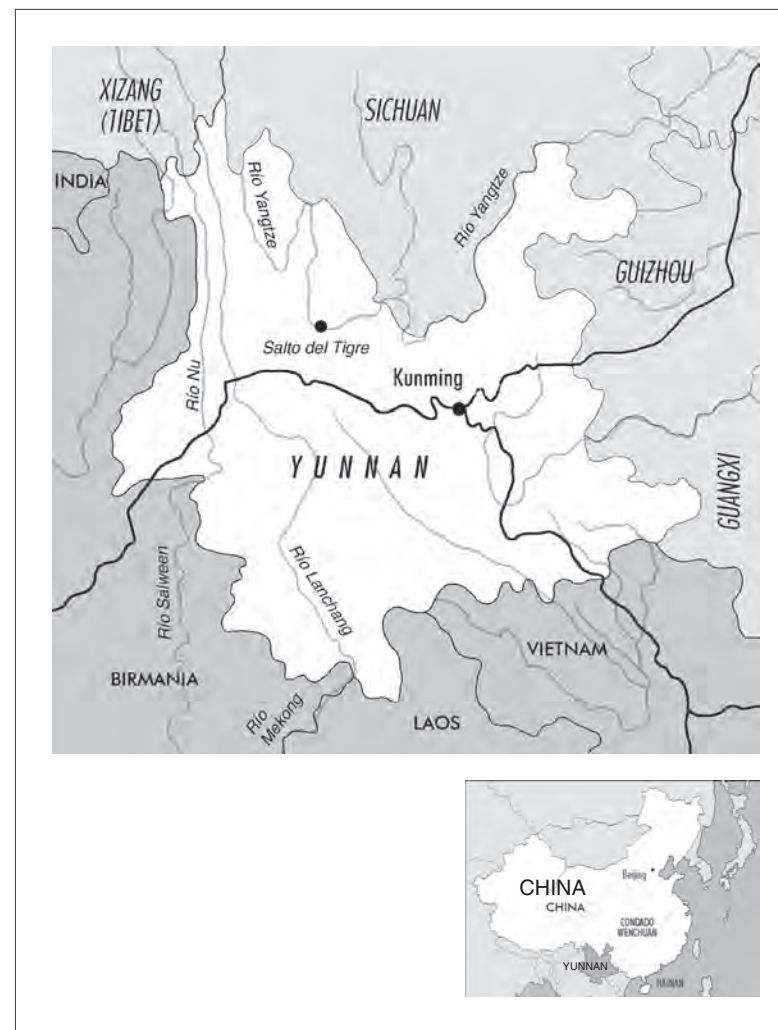 XIZANG
(TIBET)
SICHUAN
INDIA
Río Yangtze
Río Yangtze
GUIZHOU
Salto del Tigre
Río Nu
Kunming
YUNNAN
GUANGXI
Río Lanchang
Río Salween
VIETNAM
BIRMANIA
Río
Mekong
LAOS
Beijing
CHINA
CHINA
CONDADO
WENCHUAN
YUNNAN
HAINAN